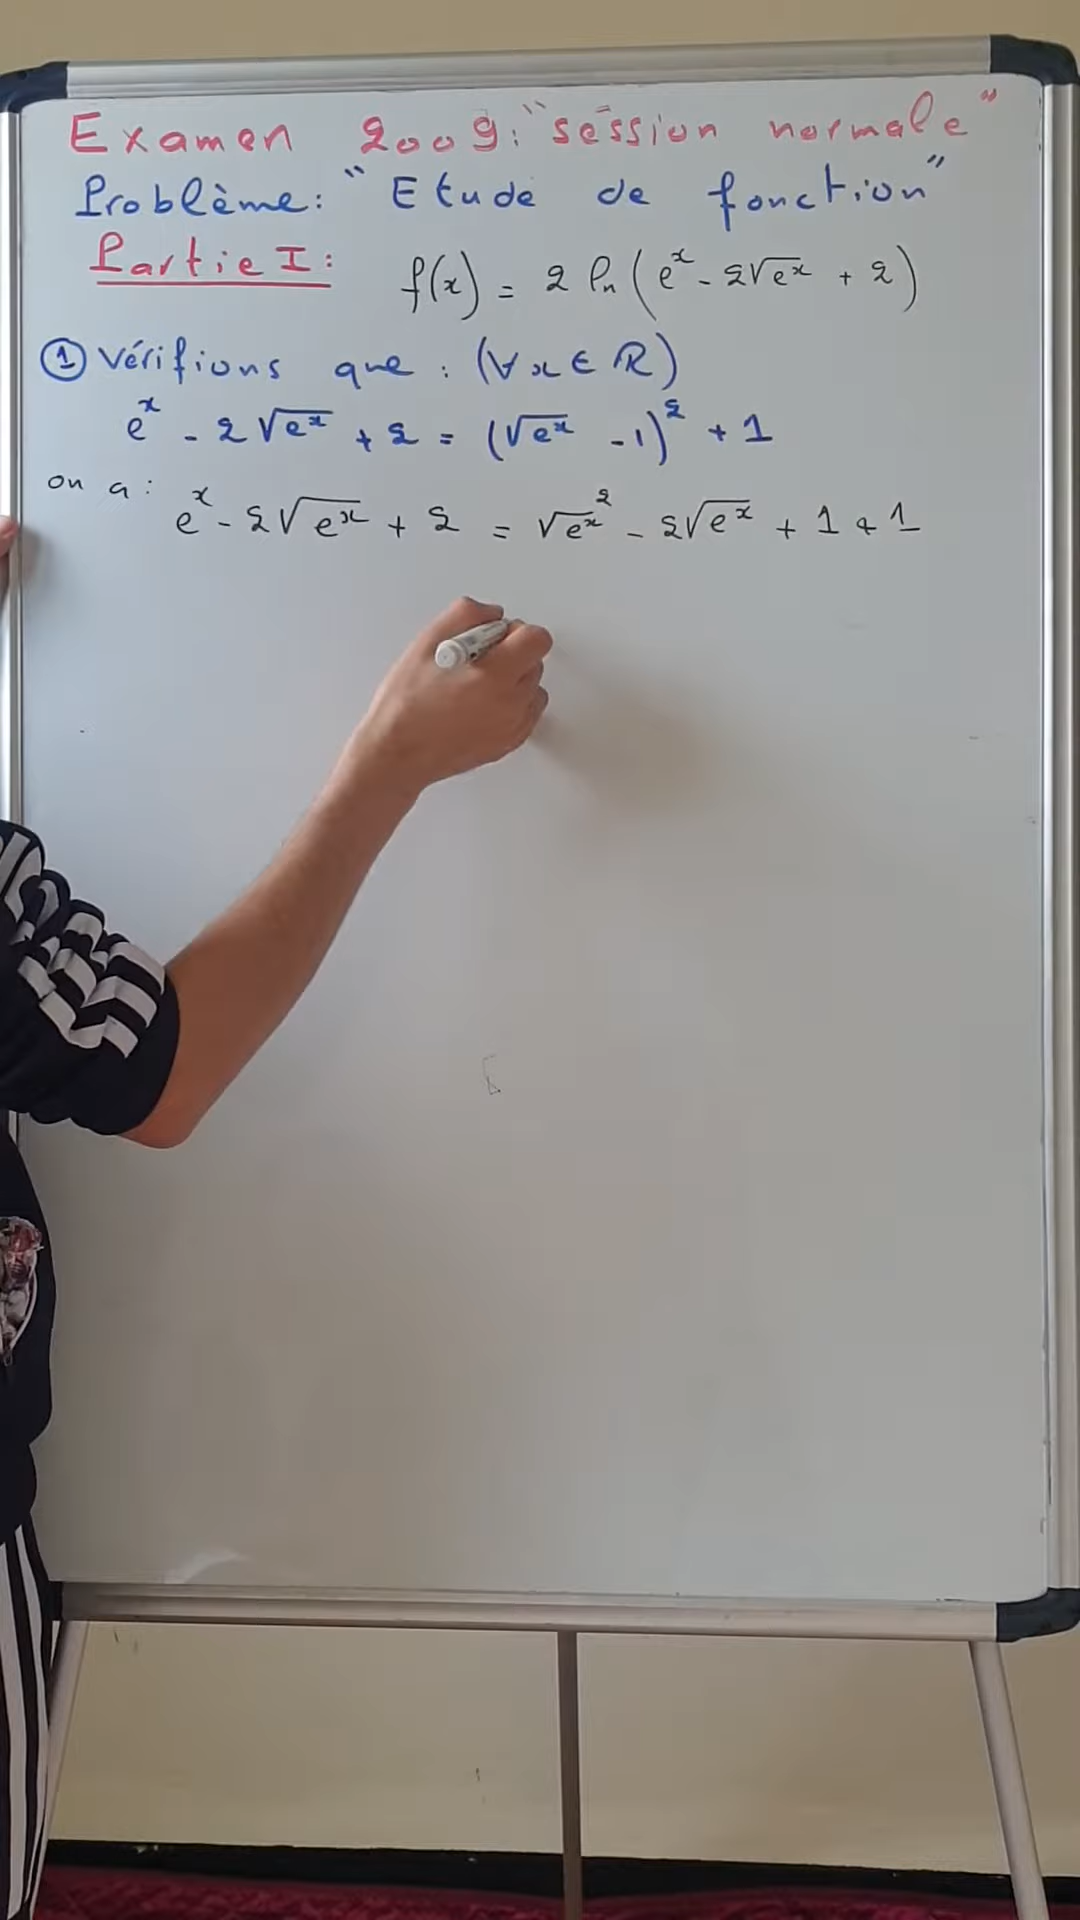 Examen 2009: "session normale"
Problème: "Etude de fonction"
Partie I: f(x) = 2 ln(e^x - 2√e^x + 2)
① Vérifions que : (∀x ∈ ℝ)
e^x - 2√e^x + 2 = (√e^x - 1)^2 + 1
on a : e^x - 2√e^x + 2 = √e^x^2 - 2√e^x + 1 + 1